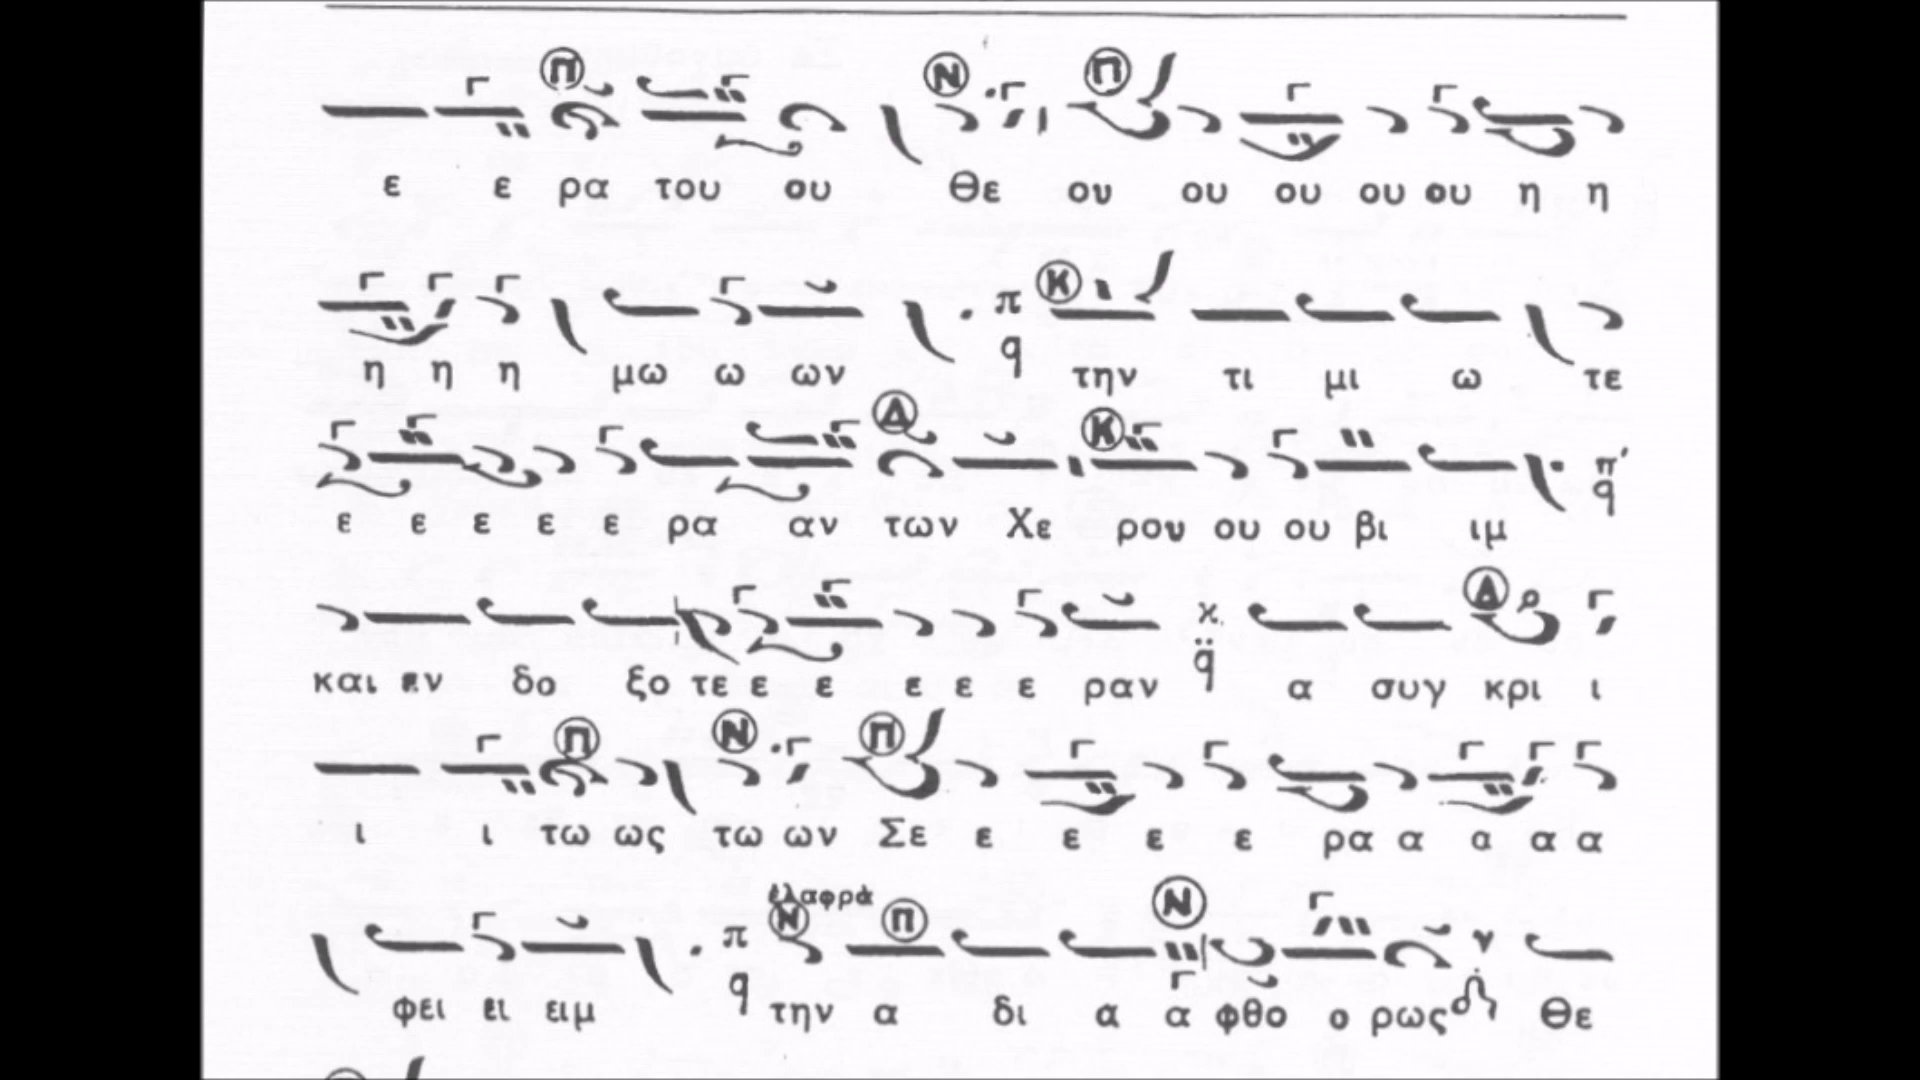 Π Ν Π
ε ε ρα του ου Θε ου ου ου ου ου η η
π q Κ
η η η μω ω ων την τι μι ω τε
Δ Κ π΄ q
ε ε ε ε ε ρα αν των Χε ρου ου ου βι ιμ
χ q̈ Δ
και εν δο ξο τε ε ε ε ε ε ραν α συγ κρι ι
Π Ν Π
ι ι τω ως τω ων Σε ε ε ε ε ρα α α α α
π q ἐλαφρὰ Ν Π Ν ν
φει ει ειμ την α δι α α φθο ο ρως Θε